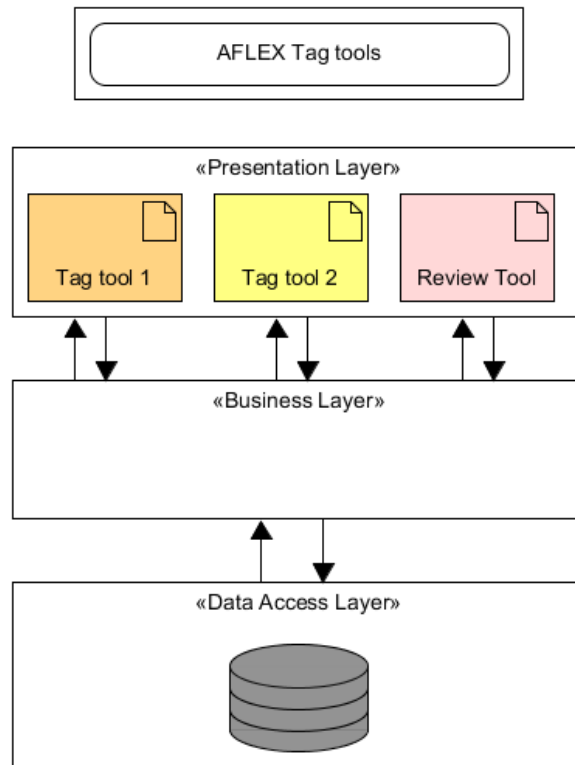 AFLEX Tag tools
«Presentation Layer»
Tag tool 1
Tag tool 2
Review Tool
«Business Layer»
«Data Access Layer»